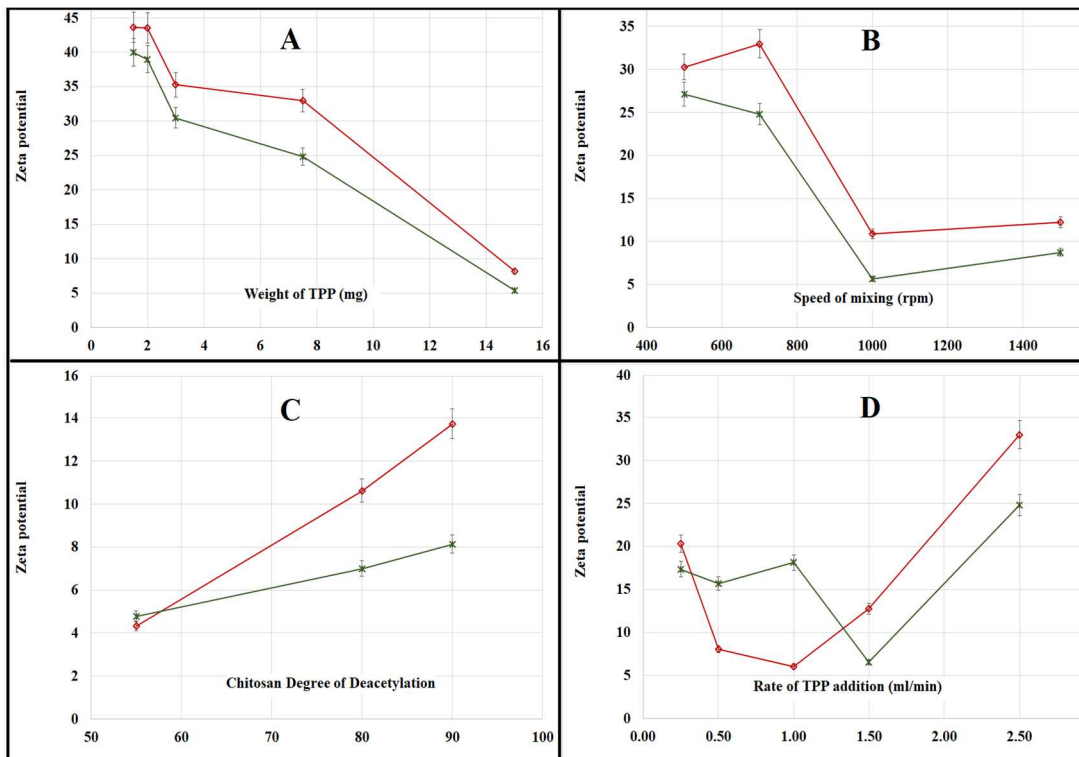 A
Zeta potential
45
40
35
30
25
20
15
10
5
0
0 2 4 6 8 10 12 14 16
Weight of TPP (mg)
B
Zeta potential
35
30
25
20
15
10
5
0
400 600 800 1000 1200 1400
Speed of mixing (rpm)
C
Zeta potential
16
14
12
10
8
6
4
2
0
50 60 70 80 90 100
Chitosan Degree of Deacetylation
D
Zeta potential
40
35
30
25
20
15
10
5
0
0.00 0.50 1.00 1.50 2.00 2.50
Rate of TPP addition (ml/min)